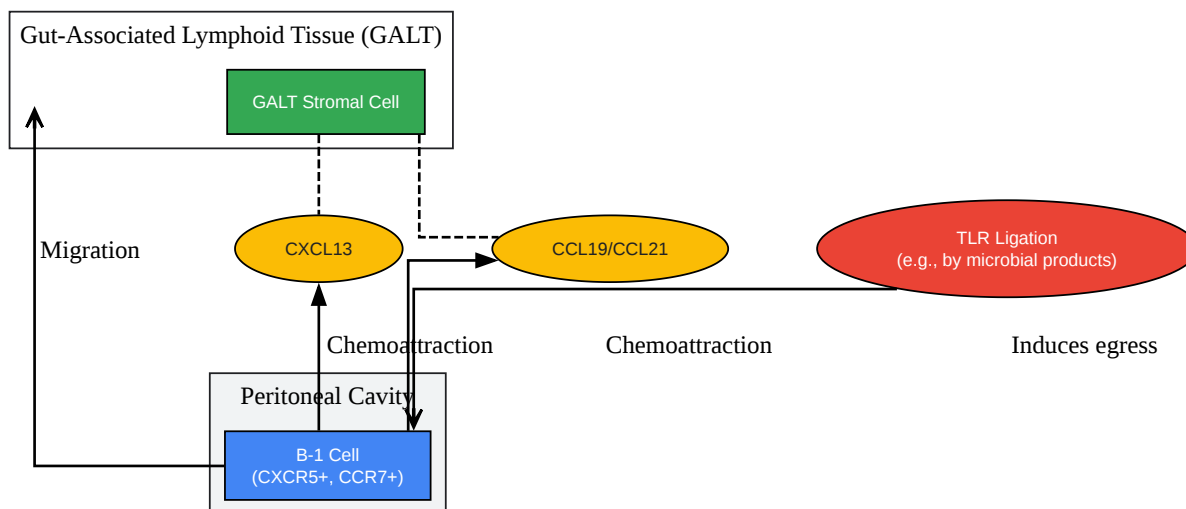 Gut-Associated Lymphoid Tissue (GALT)
GALT Stromal Cell
Migration
CXCL13
CCL19/CCL21
TLR Ligation
(e.g., by microbial products)
Chemoattraction
Chemoattraction
Induces egress
Peritoneal Cavity
B-1 Cell
(CXCR5+, CCR7+)